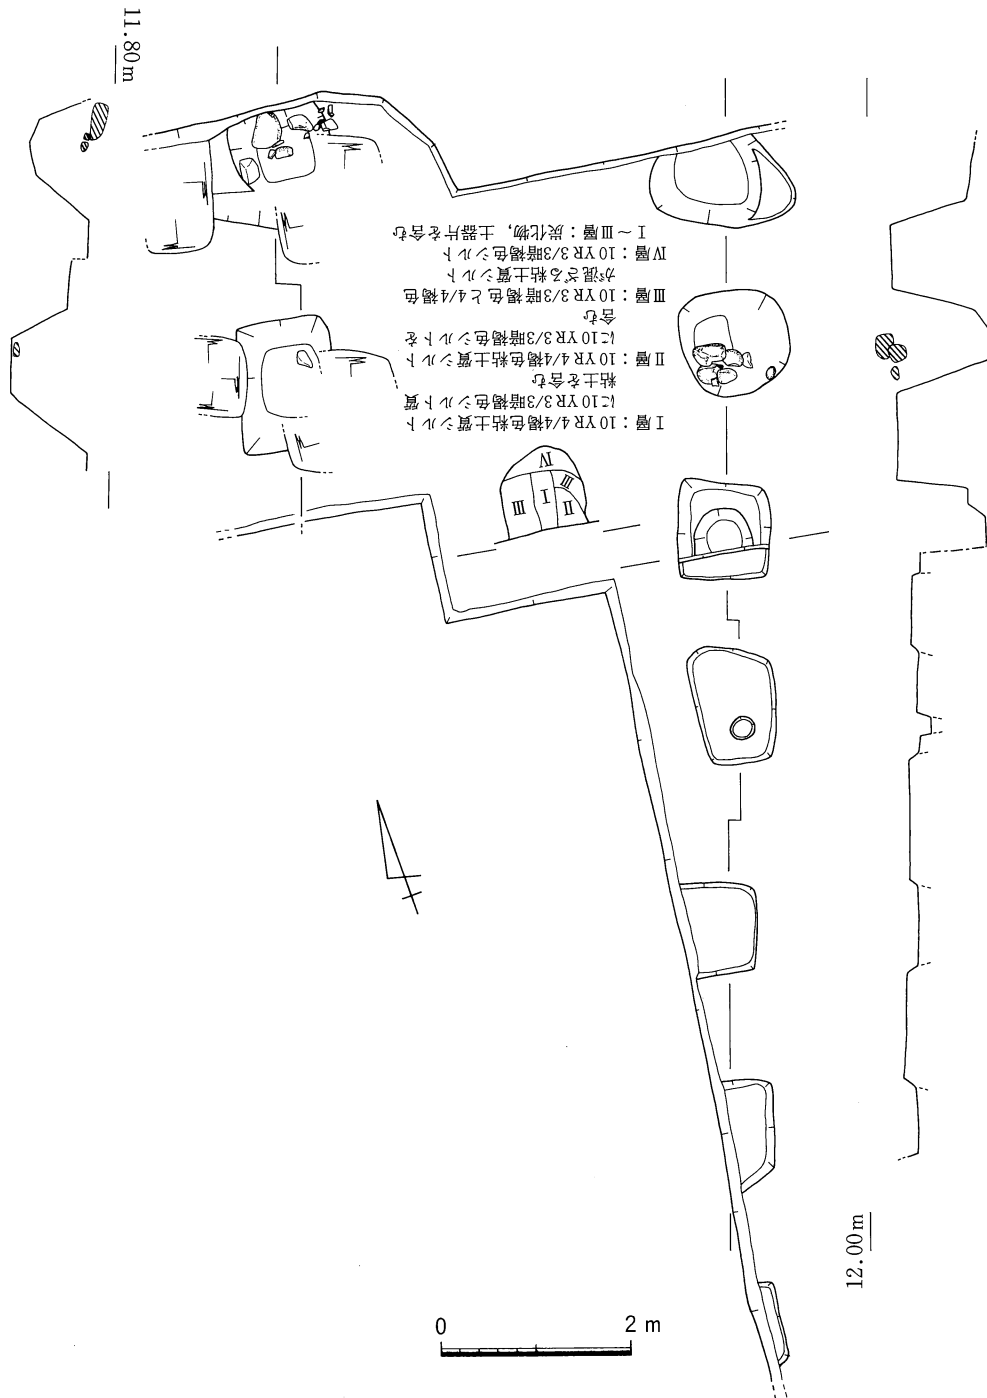 11.80m
Ⅰ層：10YR4/4褐色粘土質シルト
に10YR3/3暗褐色シルト質
粘土を含む
Ⅱ層：10YR4/4褐色粘土質シルト
に10YR3/3暗褐色シルトを
含む
Ⅲ層：10YR3/3暗褐色と4/4褐色
が混ざる粘土質シルト
Ⅳ層：10YR3/3暗褐色シルト
Ⅰ～Ⅲ層：炭化物，土器片を含む
Ⅱ
Ⅰ
Ⅲ
Ⅲ
Ⅳ
12.00m
0 2 m